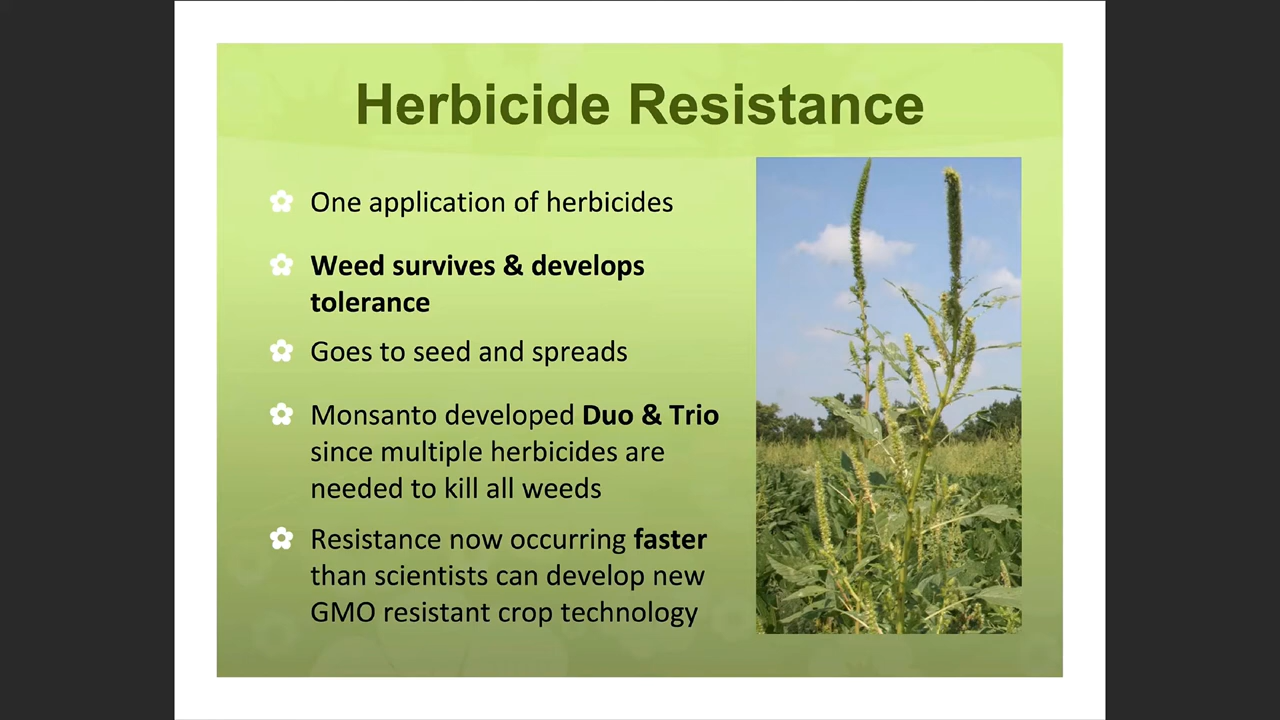 Herbicide Resistance
One application of herbicides
Weed survives & develops
tolerance
Goes to seed and spreads
Monsanto developed Duo & Trio
since multiple herbicides are
needed to kill all weeds
Resistance now occurring faster
than scientists can develop new
GMO resistant crop technology